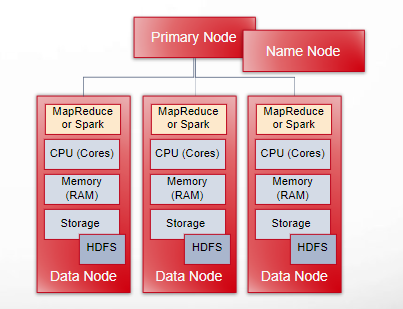 Primary Node
Name Node
MapReduce
or Spark
CPU (Cores)
Memory
(RAM)
Storage
HDFS
Data Node
MapReduce
or Spark
CPU (Cores)
Memory
(RAM)
Storage
HDFS
Data Node
MapReduce
or Spark
CPU (Cores)
Memory
(RAM)
Storage
HDFS
Data Node